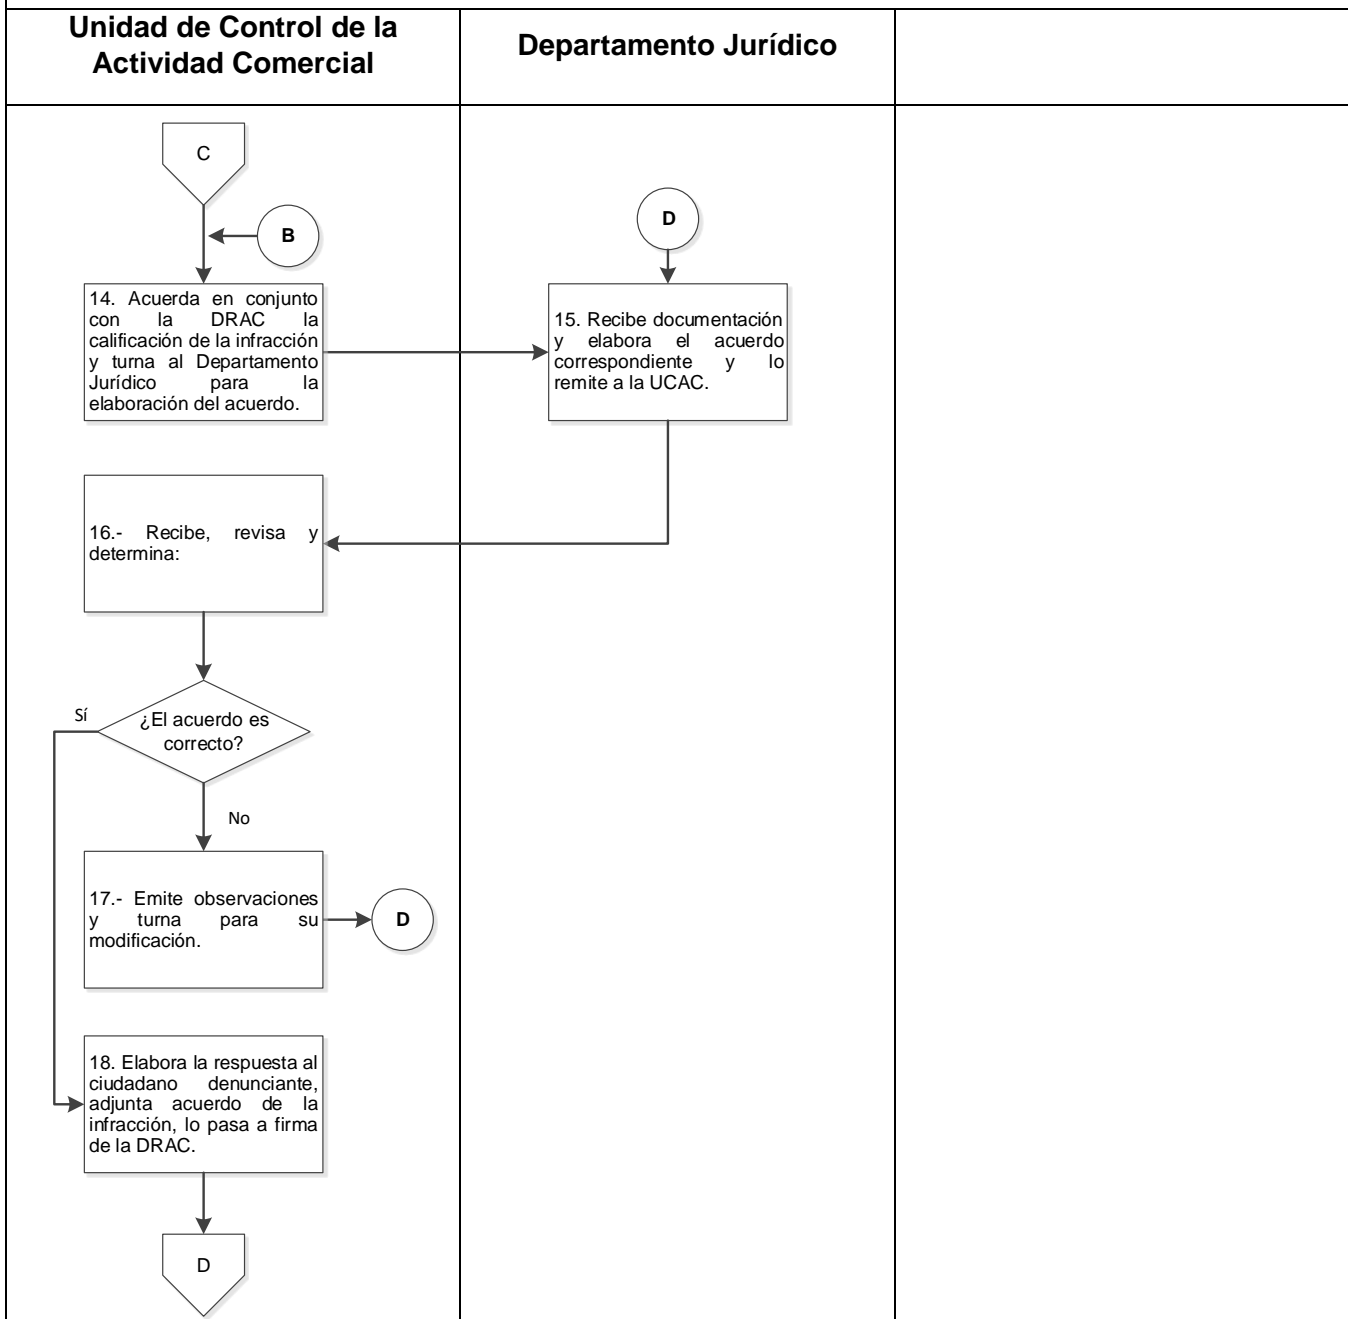 Unidad de Control de la
Actividad Comercial
Departamento Jurídico
C
B
D
14. Acuerda en conjunto
con la DRAC la
calificación de la infracción
y turna al Departamento
Jurídico para la
elaboración del acuerdo.
15. Recibe documentación
y elabora el acuerdo
correspondiente y lo
remite a la UCAC.
16.- Recibe, revisa y
determina:
Sí
¿El acuerdo es
correcto?
No
17.- Emite observaciones
y turna para su
modificación.
D
18. Elabora la respuesta al
ciudadano denunciante,
adjunta acuerdo de la
infracción, lo pasa a firma
de la DRAC.
D